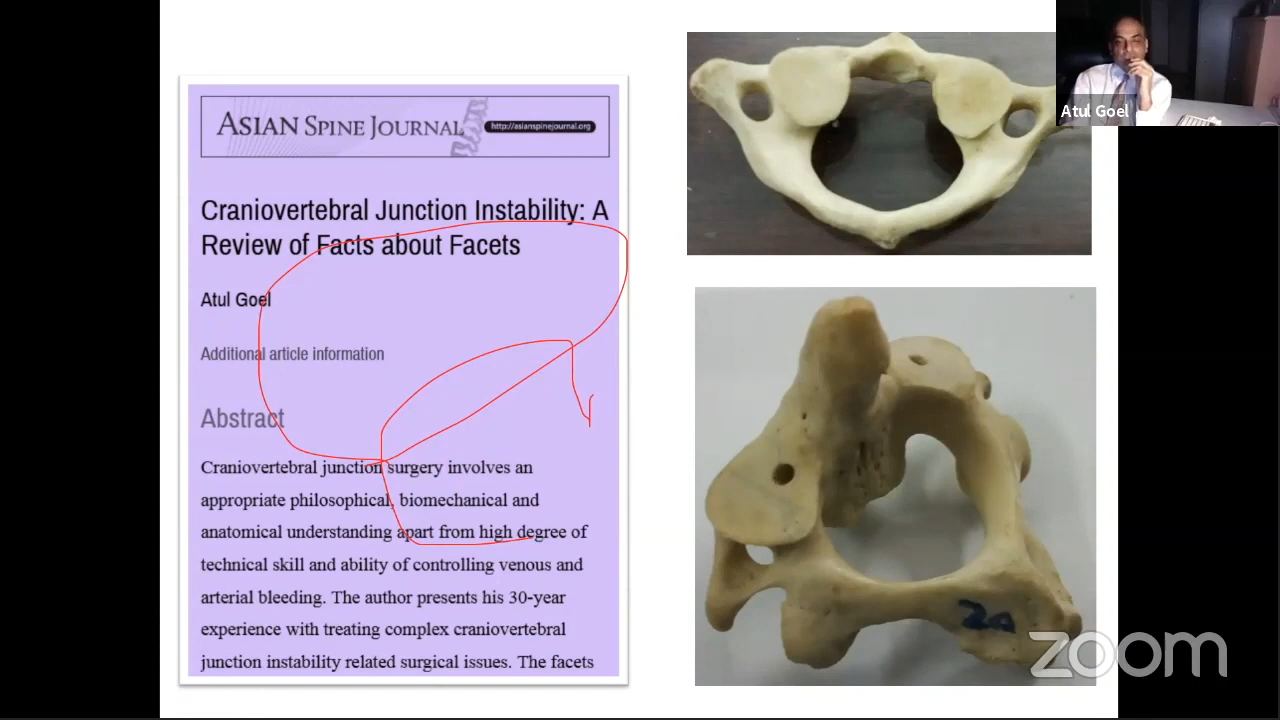 ASIAN SPINE JOURNAL
http://asianspinejournal.org
Craniovertebral Junction Instability: A
Review of Facts about Facets
Atul Goel
Additional article information
Abstract
Craniovertebral junction surgery involves an
appropriate philosophical, biomechanical and
anatomical understanding apart from high degree of
technical skill and ability of controlling venous and
arterial bleeding. The author presents his 30-year
experience with treating complex craniovertebral
junction instability related surgical issues. The facets
Atul Goel
2a
zoom